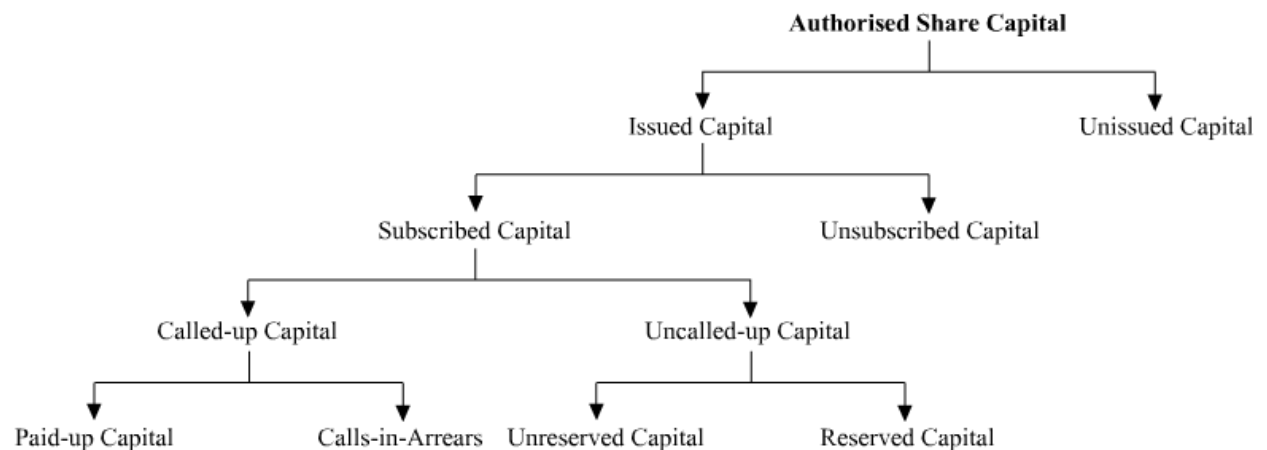 Authorised Share Capital
Issued Capital
Unissued Capital
Subscribed Capital
Unsubscribed Capital
Called-up Capital
Uncalled-up Capital
Paid-up Capital
Calls-in-Arrears
Unreserved Capital
Reserved Capital